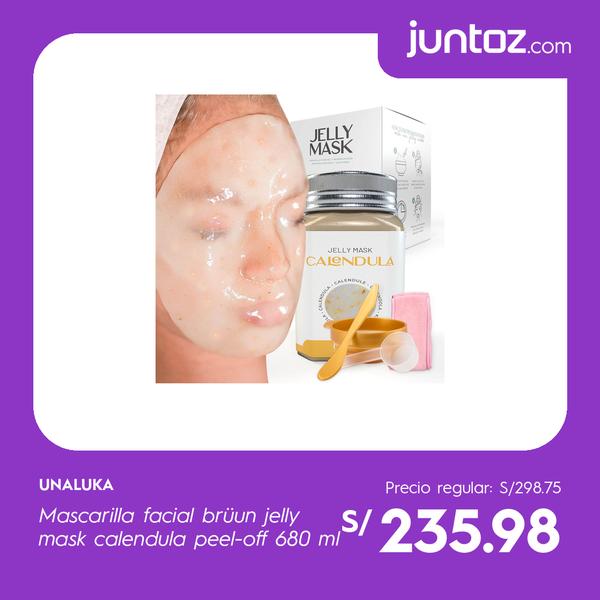 juntoz.com
JELLY
MASK
JELLY MASK
CALENDULA
UNALUKA
Precio regular: S/298.75
Mascarilla facial brüun jelly
mask calendula peel-off 680 ml
S/ 235.98